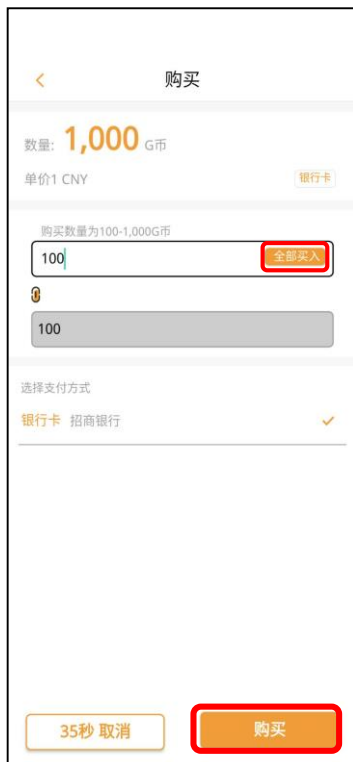 购买
数量: 1,000 G币
单价1 CNY 银行卡
购买数量为100-1,000G币
100 全部买入
100
选择支付方式
银行卡 招商银行
35秒 取消 购买